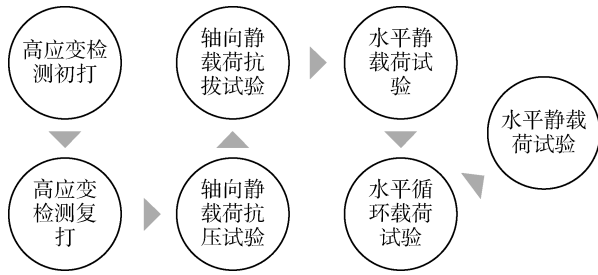 高应变检
测初打
轴向静
载荷抗
拔试验
水平静
载荷试
验
水平静载
荷试验
高应变
检测复
打
轴向静
载荷抗
压试验
水平循
环载荷
试验